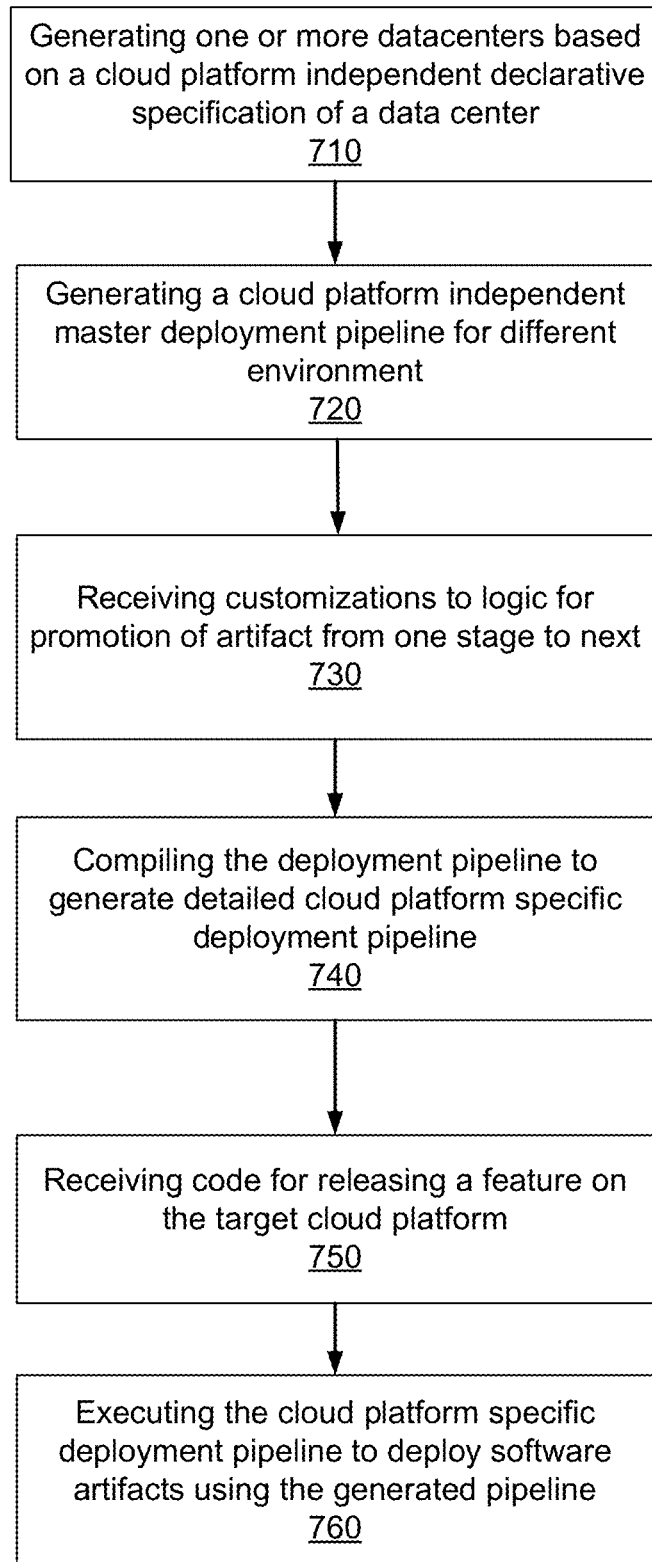 Generating one or more datacenters based
on a cloud platform independent declarative
specification of a data center
710
Generating a cloud platform independent
master deployment pipeline for different
environment
720
Receiving customizations to logic for
promotion of artifact from one stage to next
730
Compiling the deployment pipeline to
generate detailed cloud platform specific
deployment pipeline
740
Receiving code for releasing a feature on
the target cloud platform
750
Executing the cloud platform specific
deployment pipeline to deploy software
artifacts using the generated pipeline
760